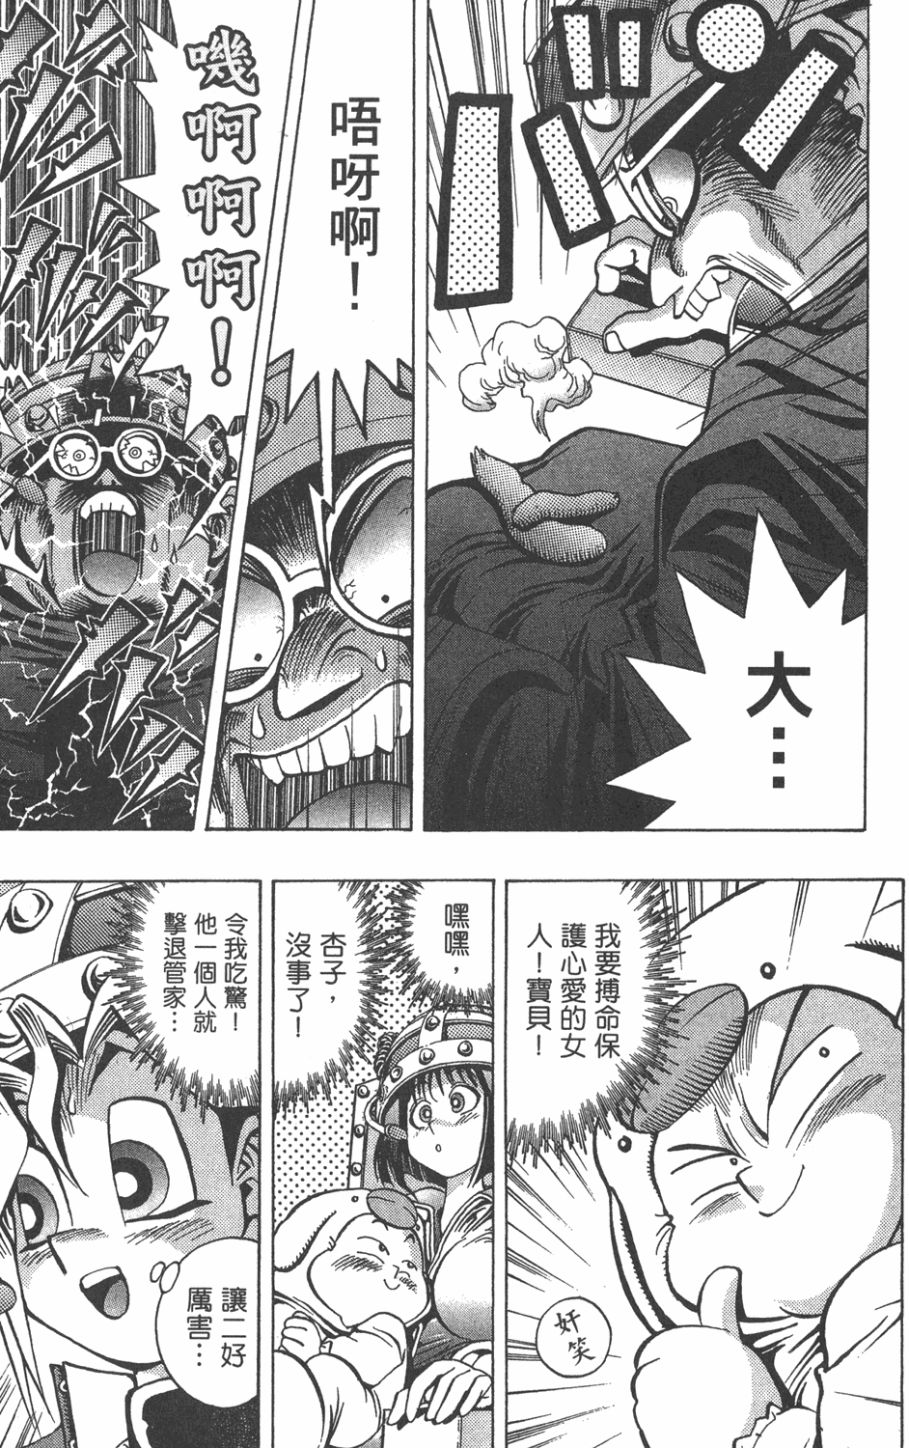 大…
唔呀啊！
嘰啊啊啊！
我要搏命保
護心愛的女
人！寶貝！
奸笑
嘿嘿，
杏子，
沒事了！
令我吃驚！
他一個人就
擊退管家…
讓二好
厲害…